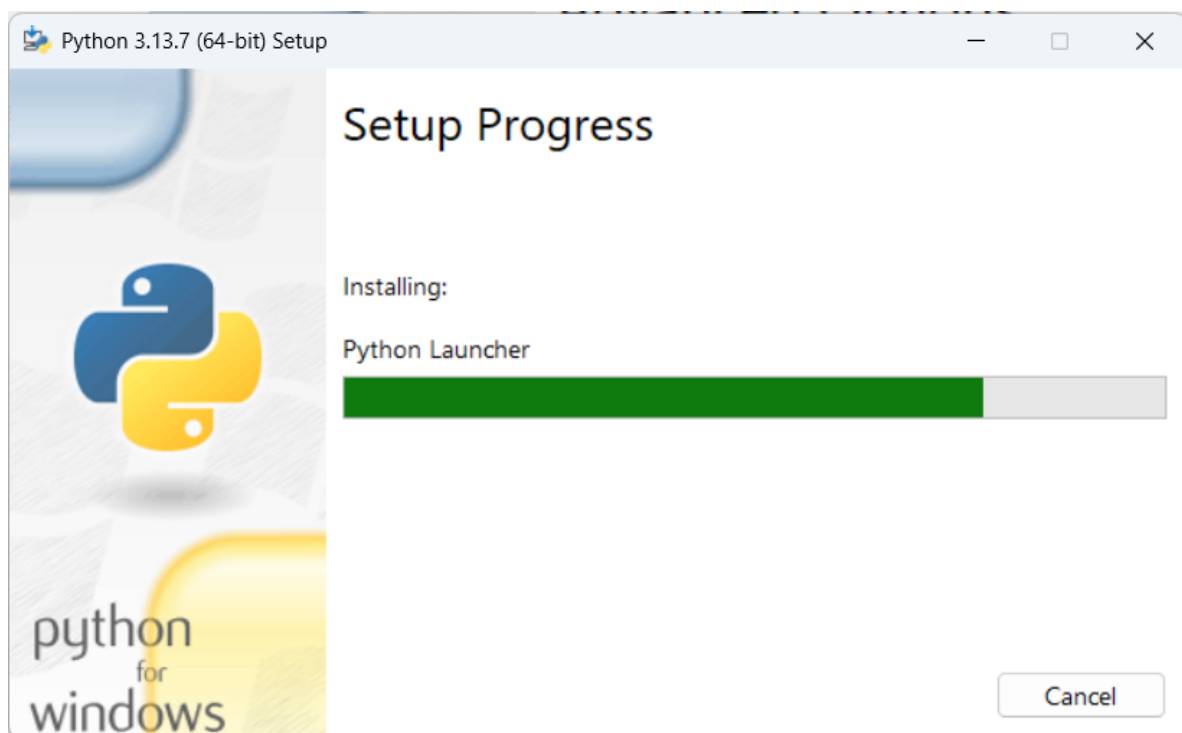 Python 3.13.7 (64-bit) Setup
Setup Progress
Installing:
Python Launcher
python
for
windows
Cancel